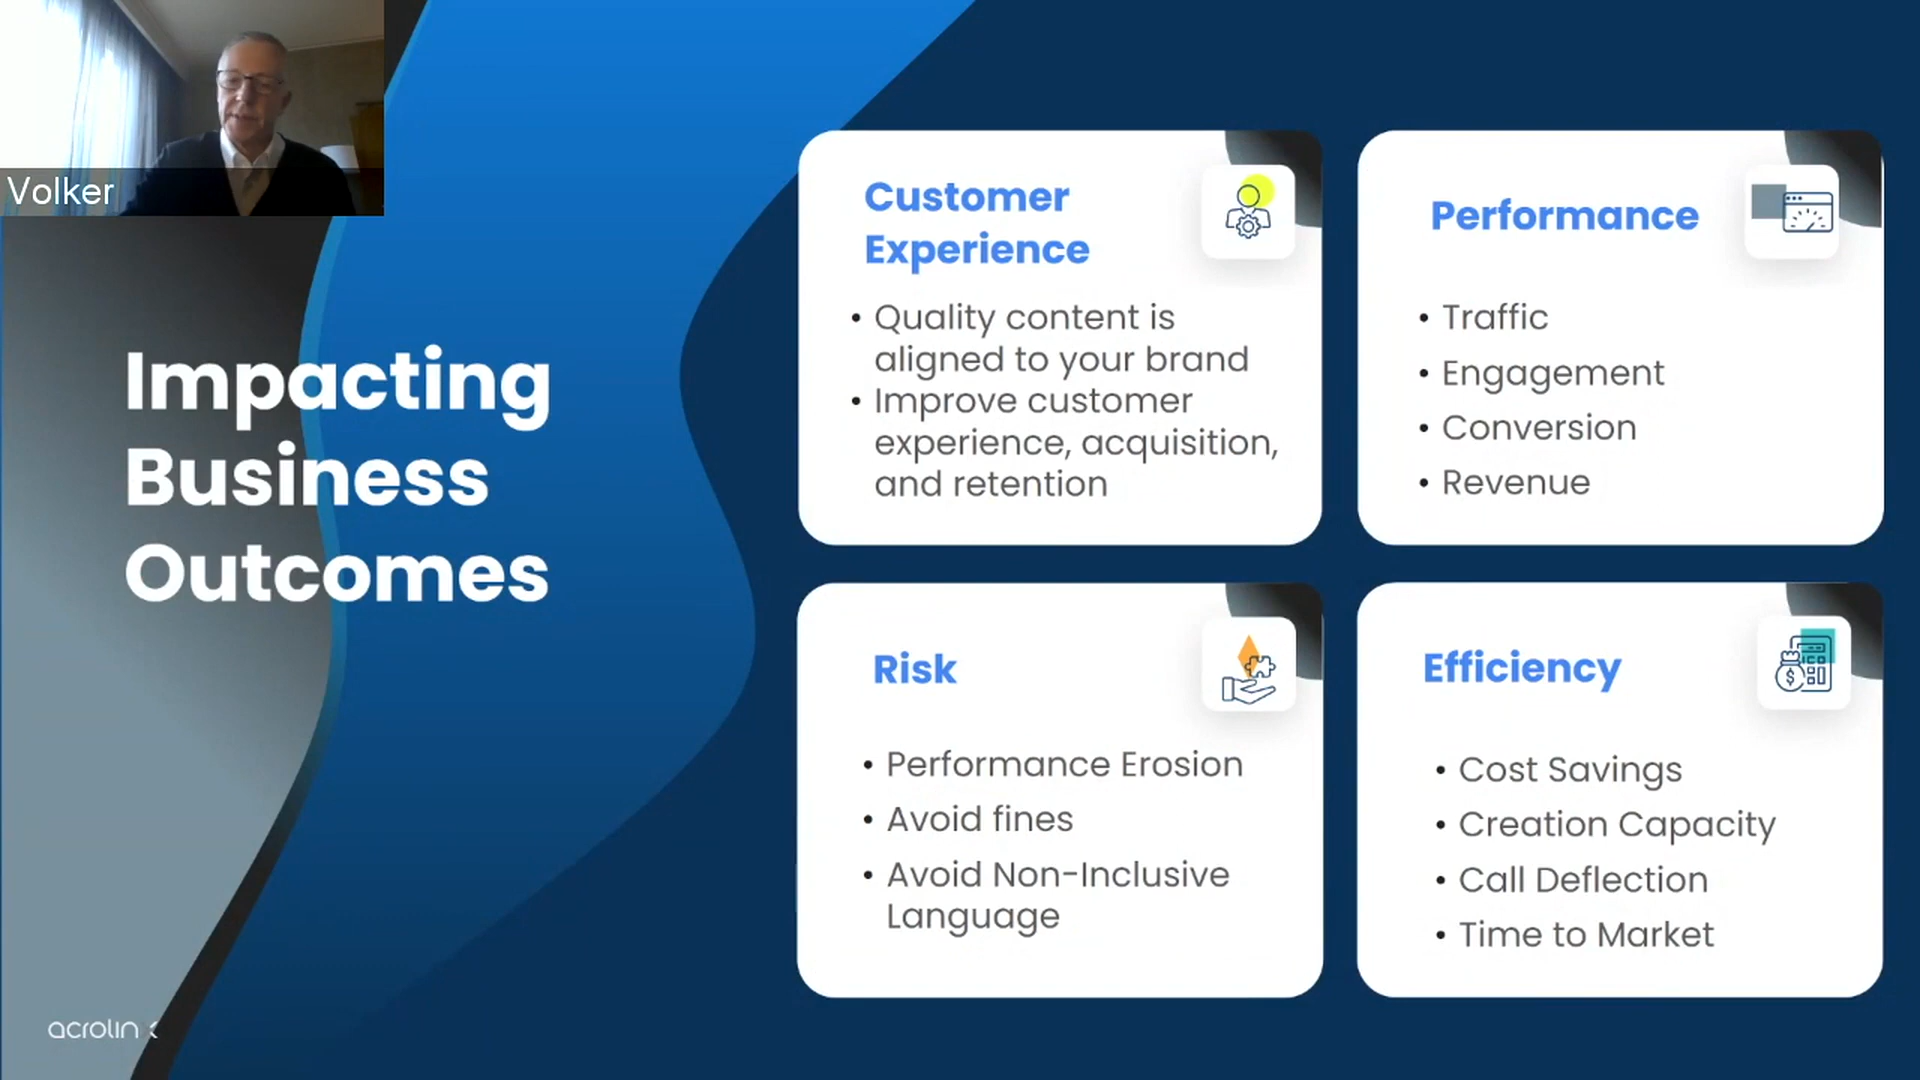 Volker
Impacting
Business
Outcomes
Customer
Experience
• Quality content is
aligned to your brand
• Improve customer
experience, acquisition,
and retention
Performance
• Traffic
• Engagement
• Conversion
• Revenue
Risk
• Performance Erosion
• Avoid fines
• Avoid Non-Inclusive
Language
Efficiency
• Cost Savings
• Creation Capacity
• Call Deflection
• Time to Market
acrolinx